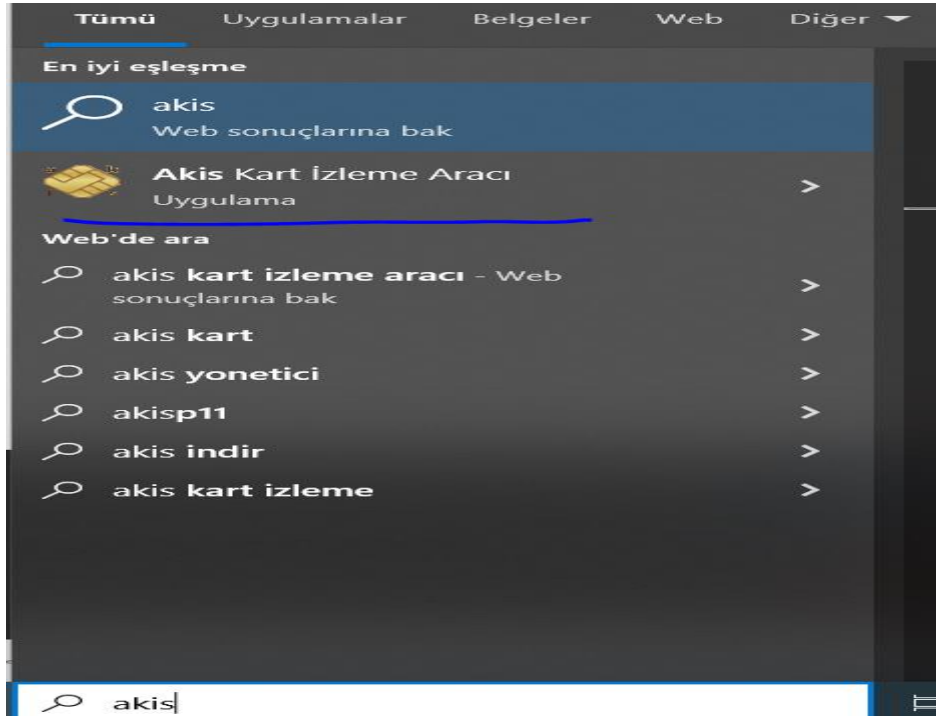 Tümü Uygulamalar Belgeler Web Diğer
En iyi eşleşme
akis
Web sonuçlarına bak
Akis Kart İzleme Aracı
Uygulama
Web'de ara
akis kart izleme aracı - Web
sonuçlarına bak
akis kart
akis yonetici
akisp11
akis indir
akis kart izleme
akis